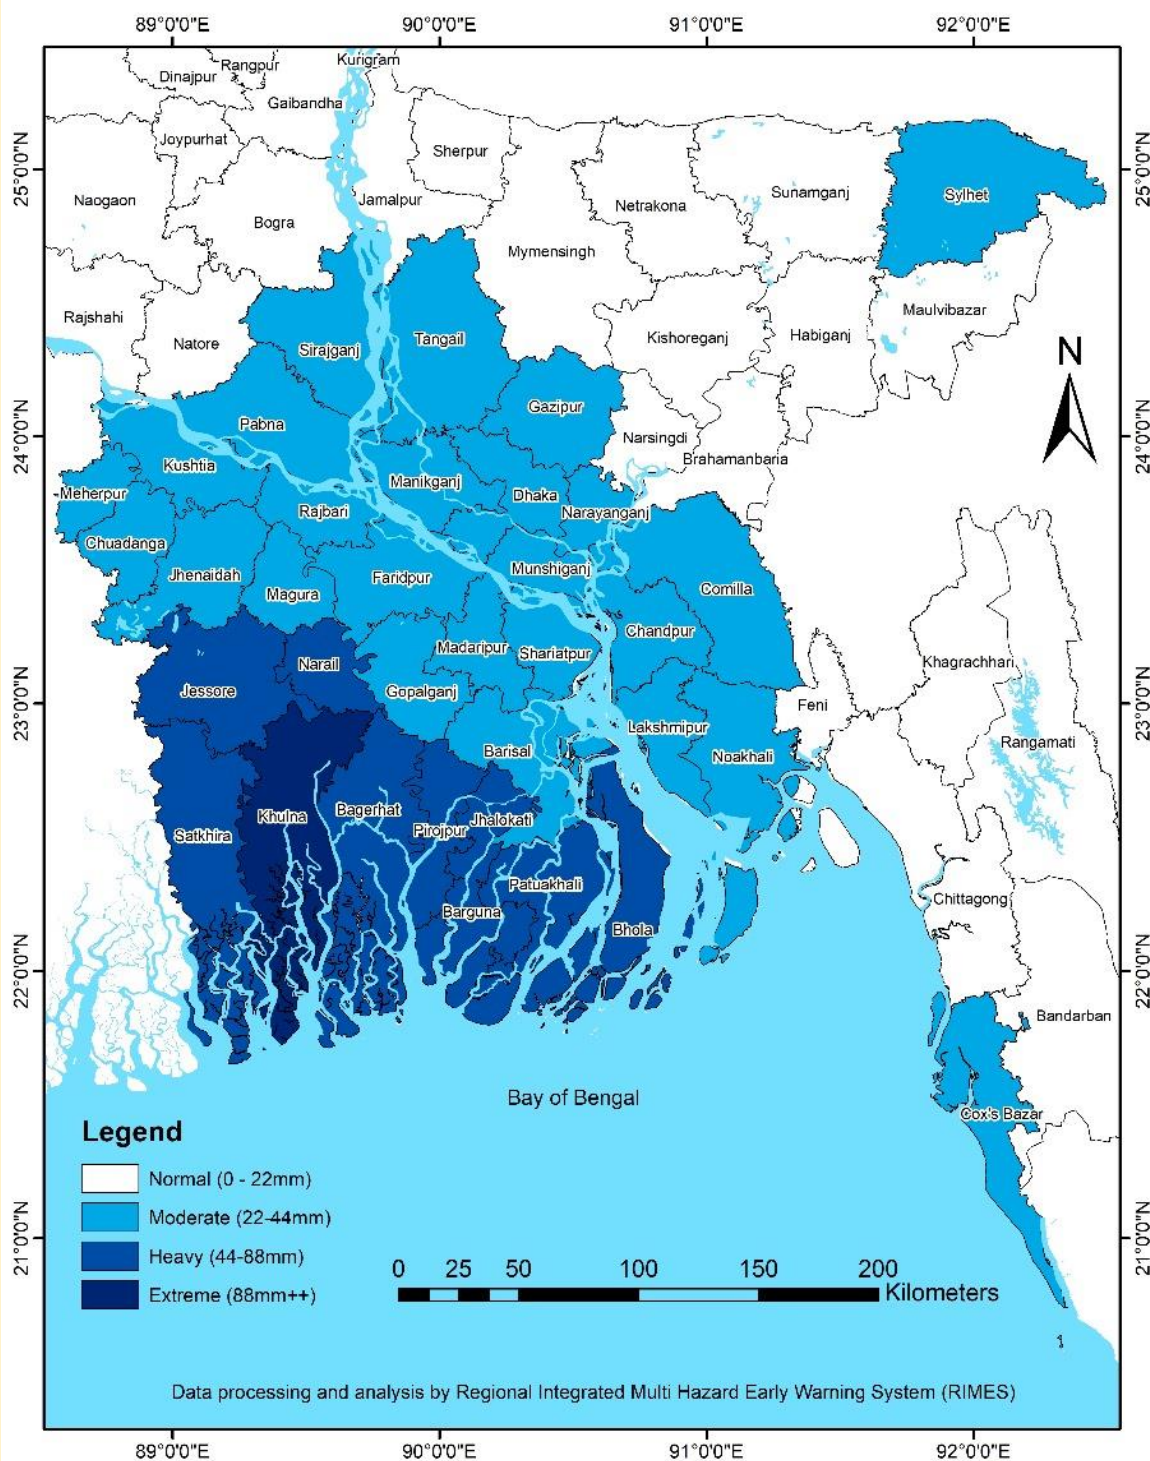 89°0'0"E 90°0'0"E 91°0'0"E 92°0'0"E
Kurigram
Rangpur
Dinajpur
Gaibandha
Joypurhat
Sherpur
25°0'0"N
25°0'0"N
Sunamganj
Sylhet
Naogaon
Jamalpur
Netrakona
Bogra
Mymensingh
Maulvibazar
Rajshahi
Habiganj
Kishoreganj
Tangail
Natore
Sirajganj
N
Gazipur
Pabna
24°0'0"N
24°0'0"N
Narsingdi
Brahamanbaria
Kushtia
Manikganj
Meherpur
Dhaka
Rajbari
Narayanganj
Chuadanga
Munshiganj
Jhenaidah
Faridpur
Comilla
Magura
Chandpur
Madaripur
Shariatpur
Narail
Khagrachhari
Jessore
Gopalganj
23°0'0"N
23°0'0"N
Feni
Lakshmipur
Rangamati
Barisal
Noakhali
Bagerhat
Khulna
Jhalokati
Pirojpur
Satkhira
Patuakhali
Chittagong
Barguna
Bhola
22°0'0"N
22°0'0"N
Bandarban
Bay of Bengal
Cox's Bazar
Legend
Normal (0 - 22mm)
Moderate (22-44mm)
Heavy (44-88mm)
Extreme (88mm++)
21°0'0"N
21°0'0"N
0 25 50 100 150 200
Kilometers
Data processing and analysis by Regional Integrated Multi Hazard Early Warning System (RIMES)
89°0'0"E 90°0'0"E 91°0'0"E 92°0'0"E